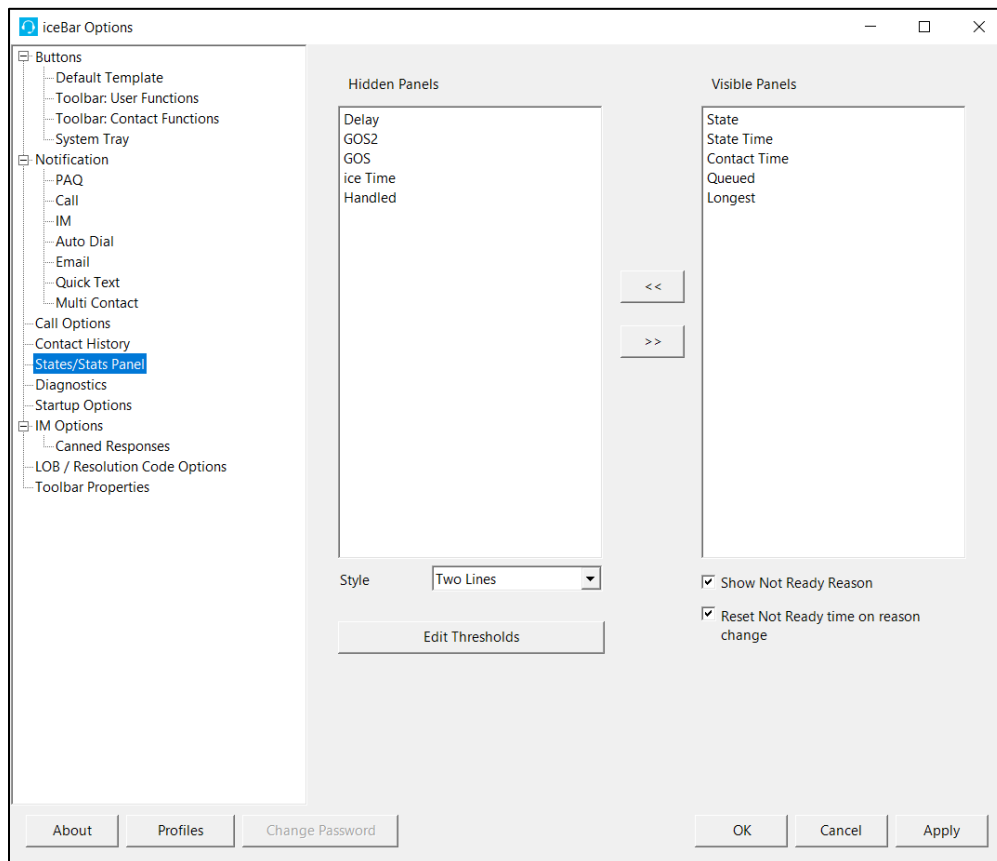 iceBar Options
Buttons
Default Template
Toolbar: User Functions
Toolbar: Contact Functions
System Tray
Notification
PAQ
Call
IM
Auto Dial
Email
Quick Text
Multi Contact
Call Options
Contact History
States/Stats Panel
Diagnostics
Startup Options
IM Options
Canned Responses
LOB / Resolution Code Options
Toolbar Properties
Hidden Panels
Delay
GOS2
GOS
ice Time
Handled
<<
>>
Visible Panels
State
State Time
Contact Time
Queued
Longest
Style
Two Lines
Edit Thresholds
Show Not Ready Reason
Reset Not Ready time on reason
change
About
Profiles
Change Password
OK
Cancel
Apply